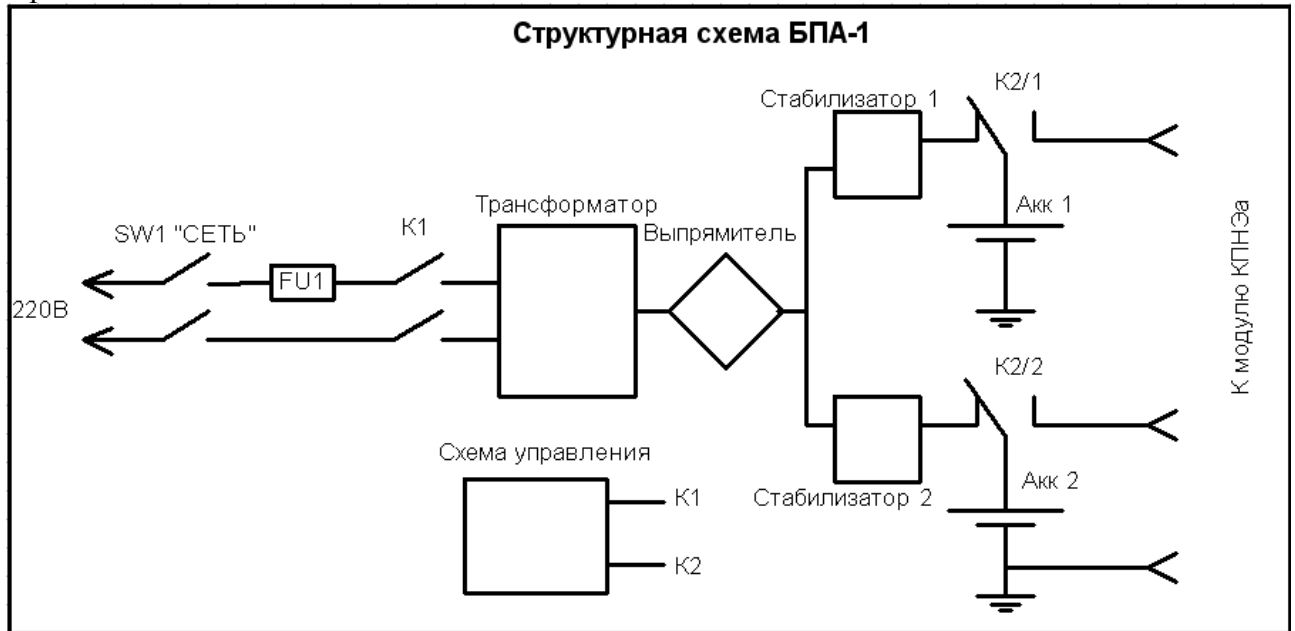 Структурная схема БПА-1
К2/1
Стабилизатор 1
Трансформатор
Акк 1
SW1 "СЕТЬ"
К1
Выпрямитель
FU1
220В
К модулю КПНЭа
К2/2
Схема управления
Акк 2
Стабилизатор 2
К1
К2